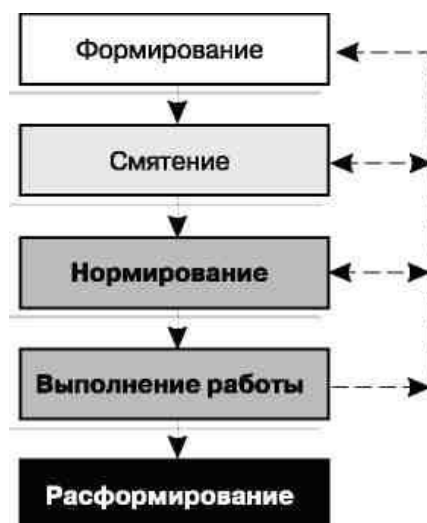 Формирование
Смятение
Нормирование
Выполнение работы
Расформирование